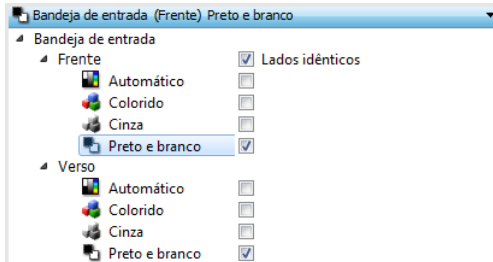 Bandeja de entrada (Frente) Preto e branco
Bandeja de entrada
Frente Lados idênticos
Automático
Colorido
Cinza
Preto e branco
Verso
Automático
Colorido
Cinza
Preto e branco